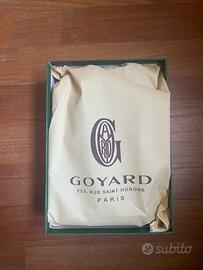 GOYARD
233, RUE SAINT HONORE
PARIS
subito